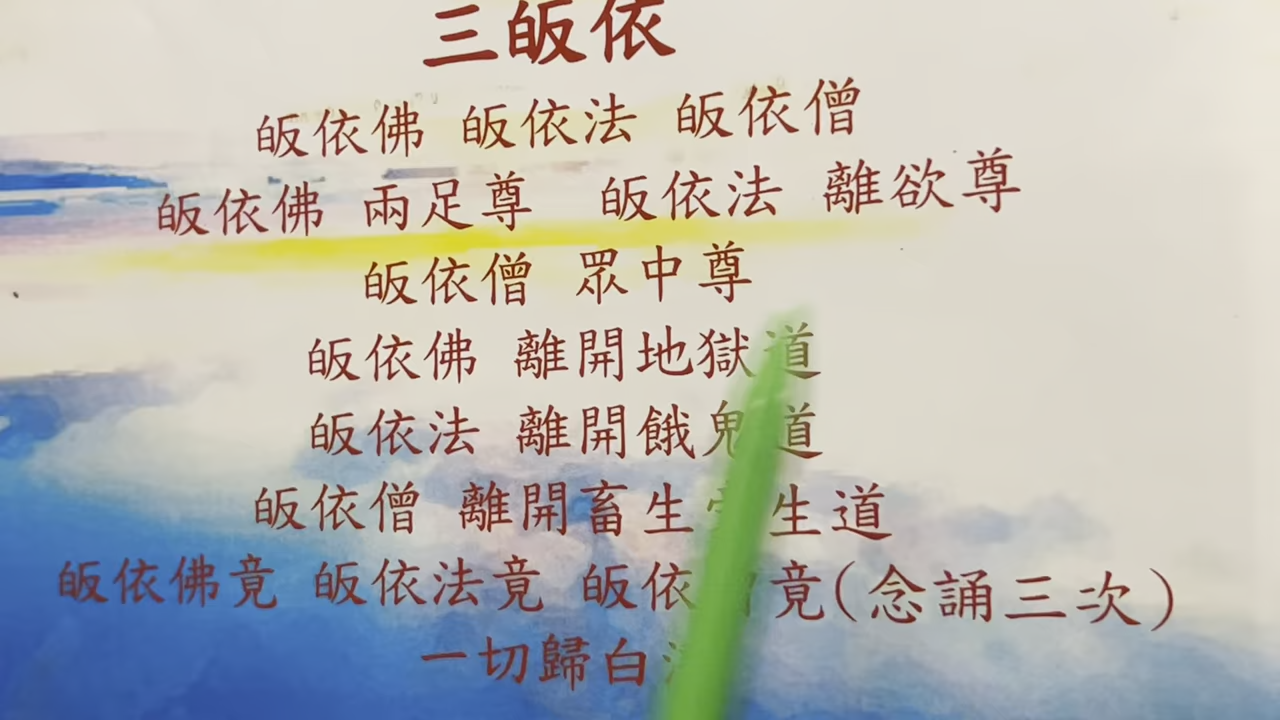 三皈依
皈依佛 皈依法 皈依僧
皈依佛 兩足尊 皈依法 離欲尊
皈依僧 眾中尊
皈依佛 離開地獄道
皈依法 離開餓鬼道
皈依僧 離開畜生 生道
皈依佛竟 皈依法竟 皈依 竟(念誦三次)
一切歸白